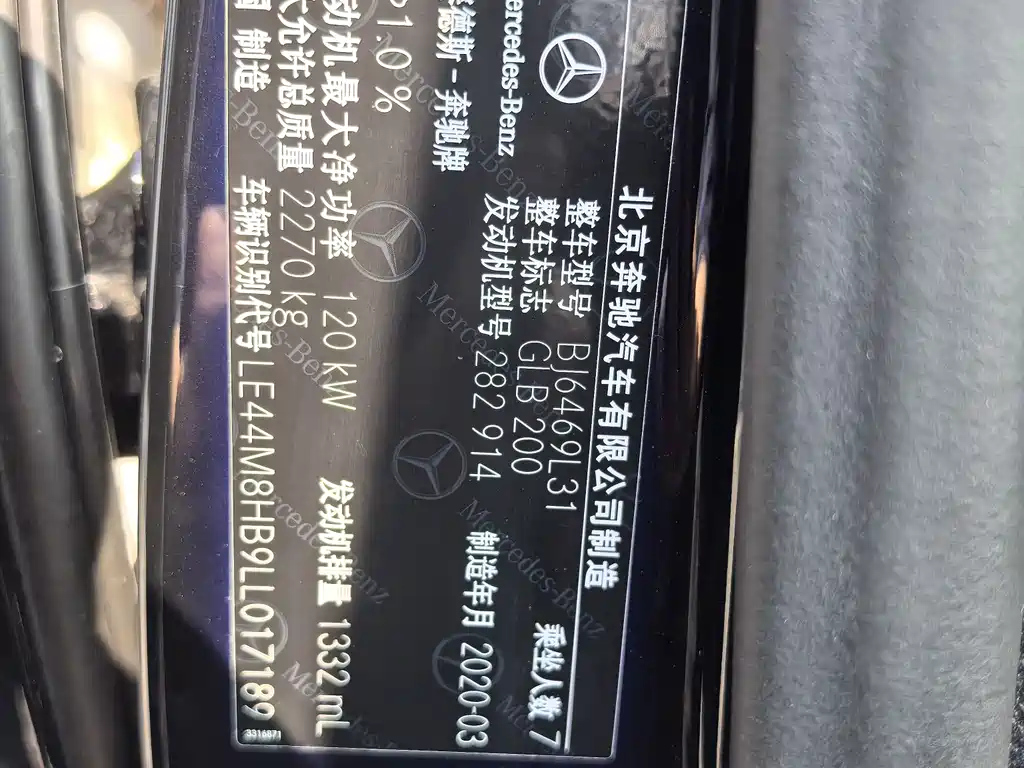 北京奔驰汽车有限公司制造
Mercedes-Benz
整车型号 BJ6469L31
乘坐人数 7
整车标志 GLB 200
德斯-奔驰牌
发动机型号 282 914
制造年月 2020-03
10%
动机最大净功率 120 kW
发动机排量 1332 mL
允许总质量 2270 kg
制造
车辆识别代号 LE44M8HB9LL017189
3316871